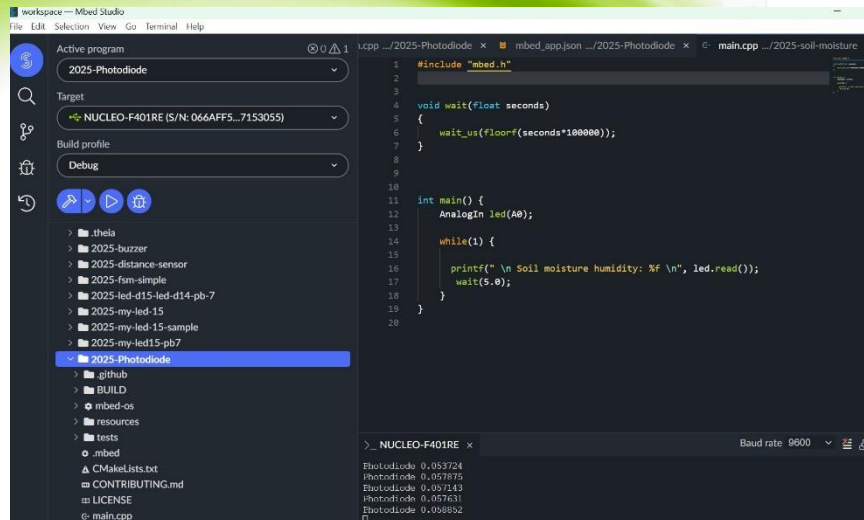 workspace — Mbed Studio
File Edit Selection View Go Terminal Help
Active program
0 1
2025-Photodiode
Target
NUCLEO-F401RE (S/N: 066AFF5...7153055)
Build profile
Debug
.theia
2025-buzzer
2025-distance-sensor
2025-fsm-simple
2025-led-d15-led-d14-pb-7
2025-my-led-15
2025-my-led-15-sample
2025-my-led15-pb7
2025-Photodiode
.github
BUILD
mbed-os
resources
tests
.mbed
CMakeLists.txt
CONTRIBUTING.md
LICENSE
main.cpp
.cpp .../2025-Photodiode × mbed_app.json .../2025-Photodiode × main.cpp .../2025-soil-moisture
1 #include "mbed.h"
2
3
4 void wait(float seconds)
5 {
6 wait_us(floorf(seconds*100000));
7 }
8
9
10
11 int main() {
12 AnalogIn led(A0);
13
14 while(1) {
15
16 printf(" \n Soil moisture humidity: %f \n", led.read());
17 wait(5.0);
18 }
19 }
20
>_ NUCLEO-F401RE ×
Baud rate 9600
Photodiode 0.053724
Photodiode 0.057875
Photodiode 0.057143
Photodiode 0.057631
Photodiode 0.058852